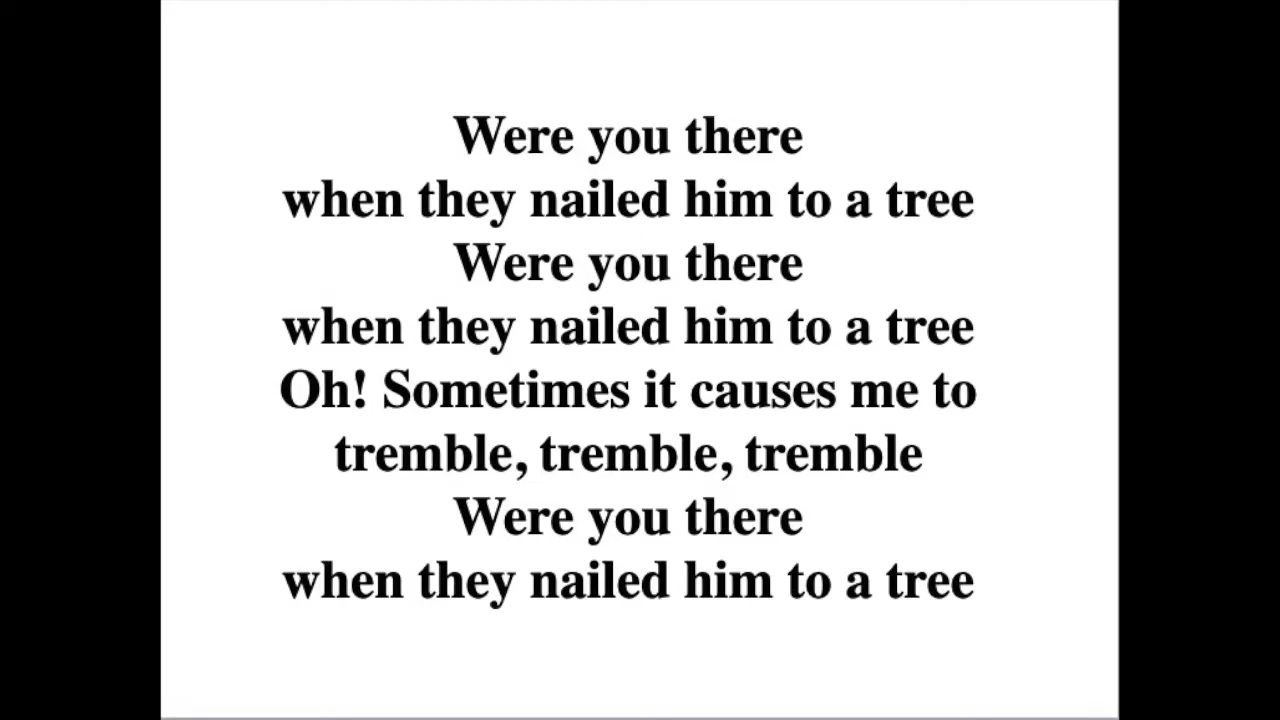 Were you there
when they nailed him to a tree
Were you there
when they nailed him to a tree
Oh! Sometimes it causes me to
tremble, tremble, tremble
Were you there
when they nailed him to a tree